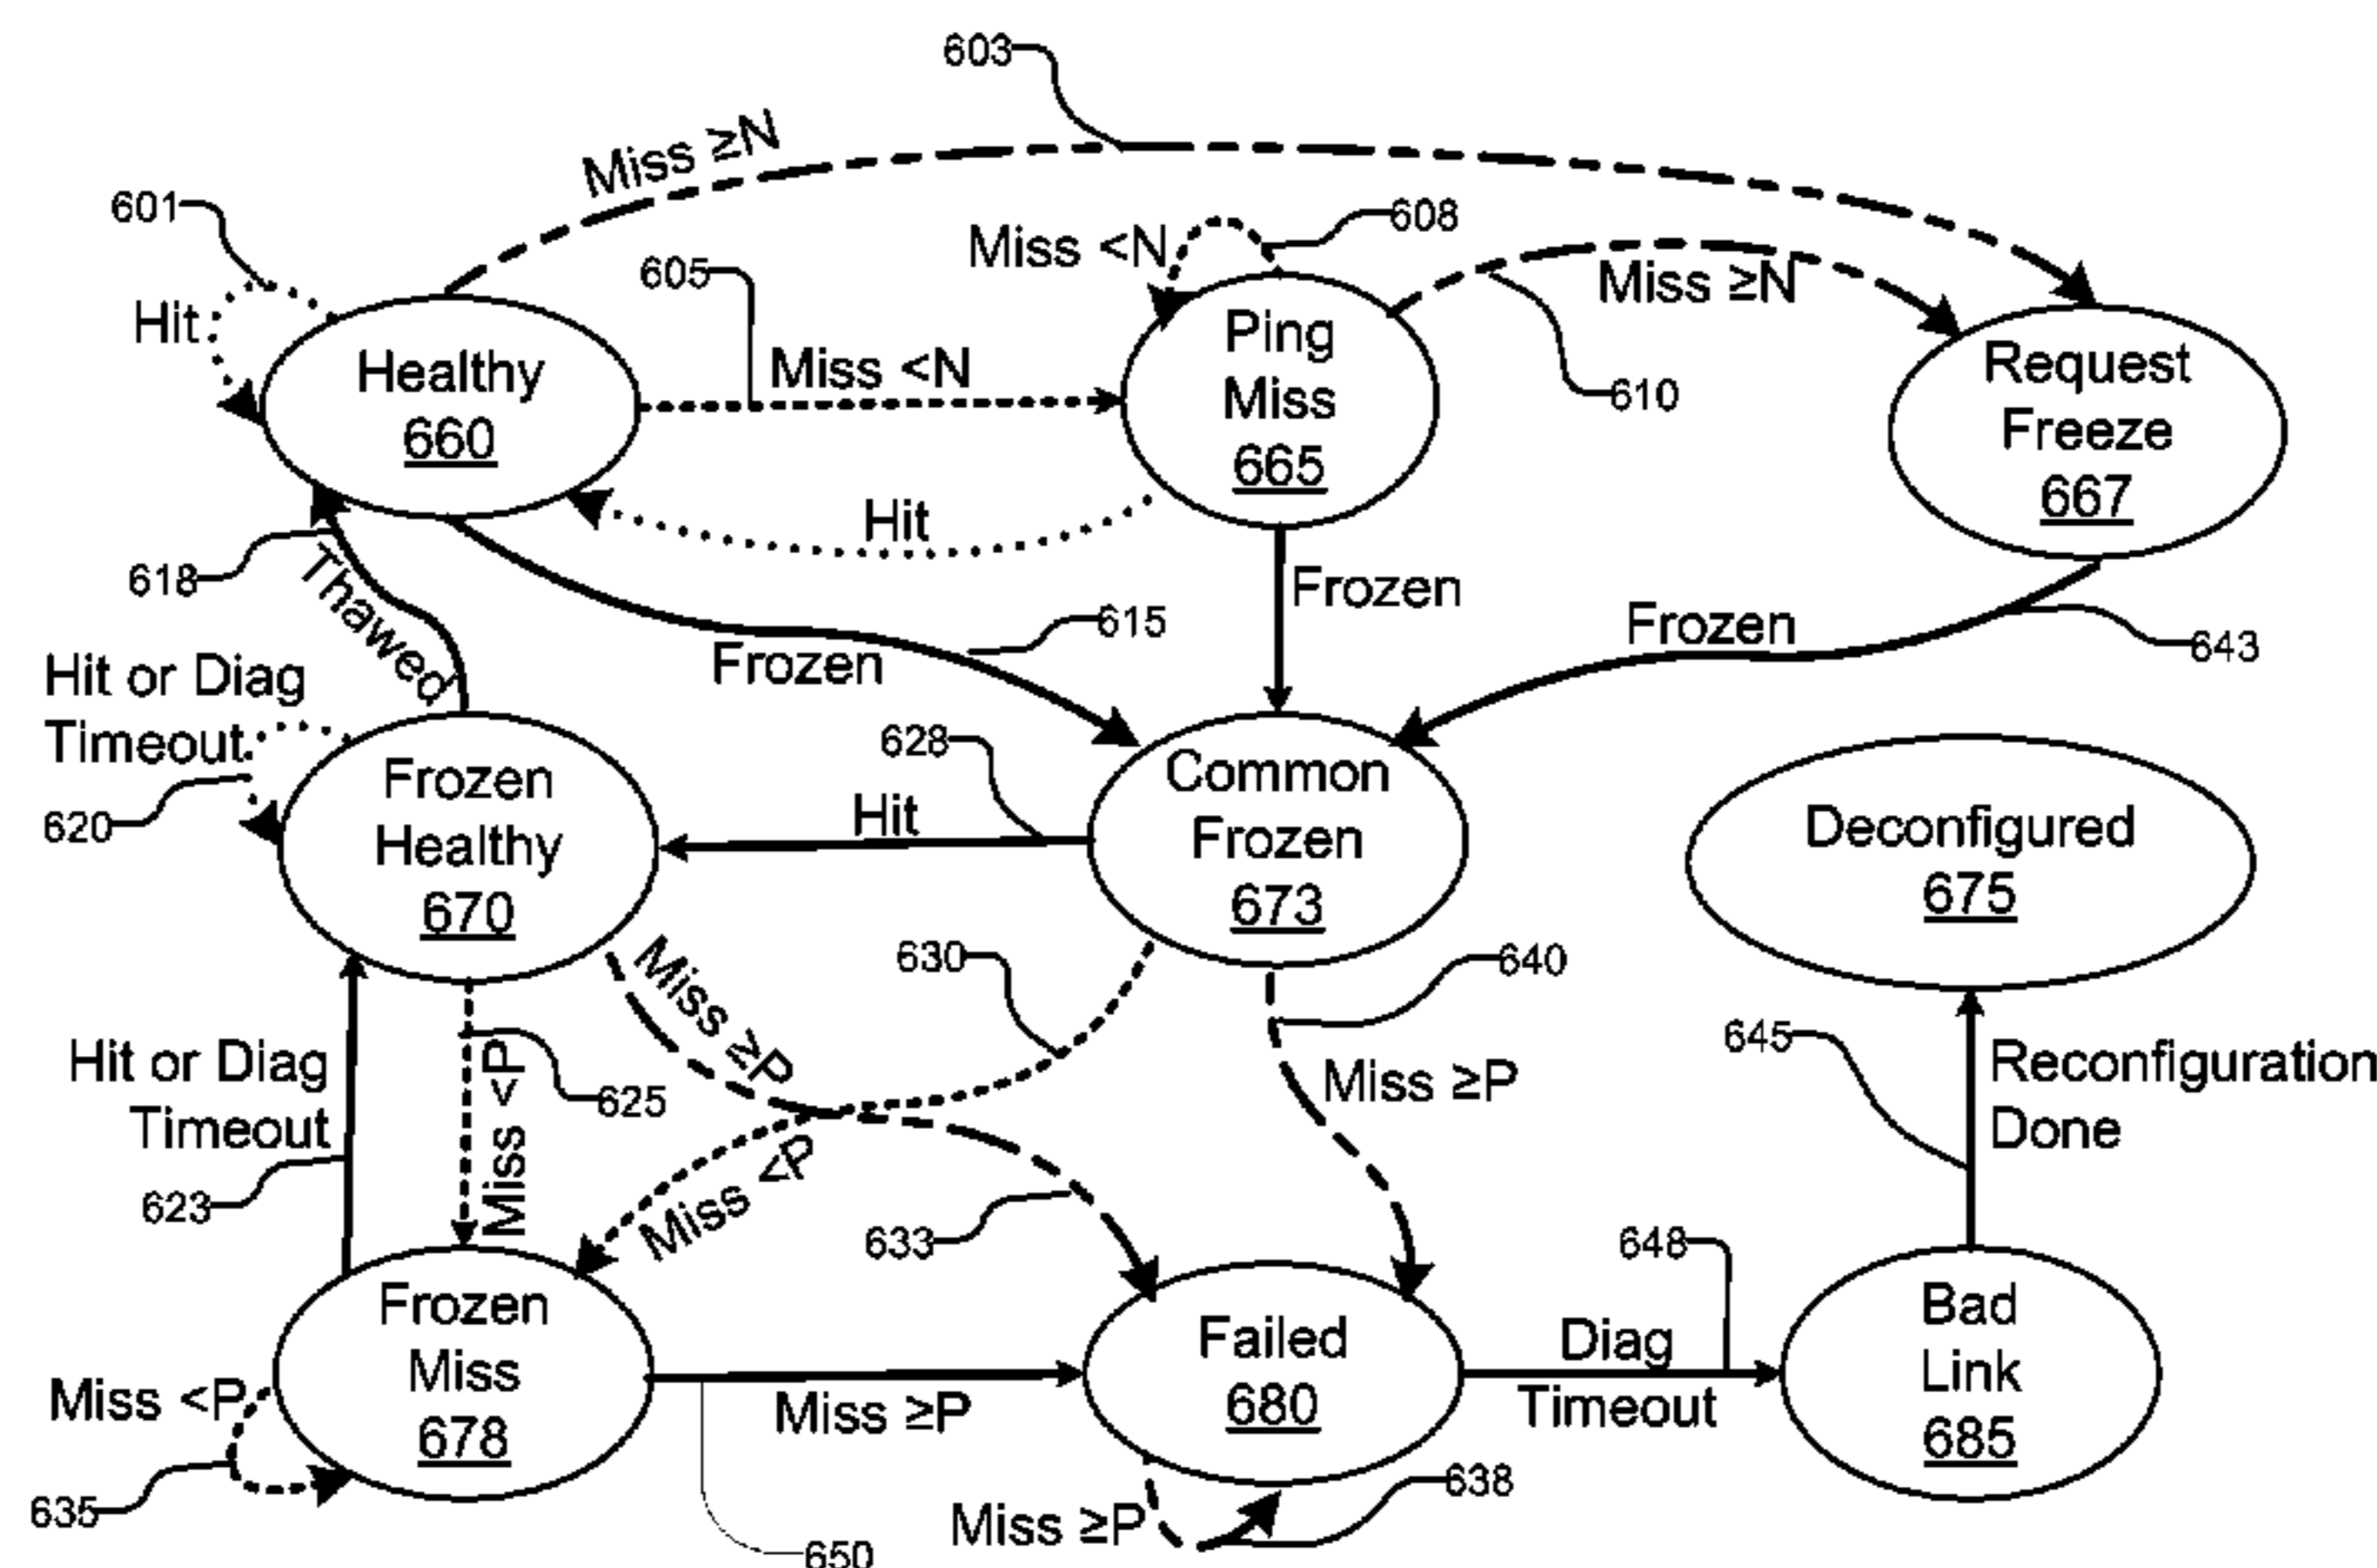 603
Miss ≥N
601
608
Miss <N
605
Hit
Miss ≥N
Ping
Miss
665
Request
Freeze
667
Healthy
660
Miss <N
610
Hit
618
Thawed
Frozen
615
Frozen
Frozen
643
Hit or Diag
Timeout
620
628
Frozen
Healthy
670
Hit
Common
Frozen
673
Deconfigured
675
630
640
Miss ≥P
645
Hit or Diag
Timeout
Miss <P
625
Miss ≥P
Reconfiguration
Done
623
Miss <P
633
648
Frozen
Miss
678
Failed
680
Diag
Timeout
Bad
Link
685
Miss <P
Miss ≥P
635
638
Miss ≥P
650